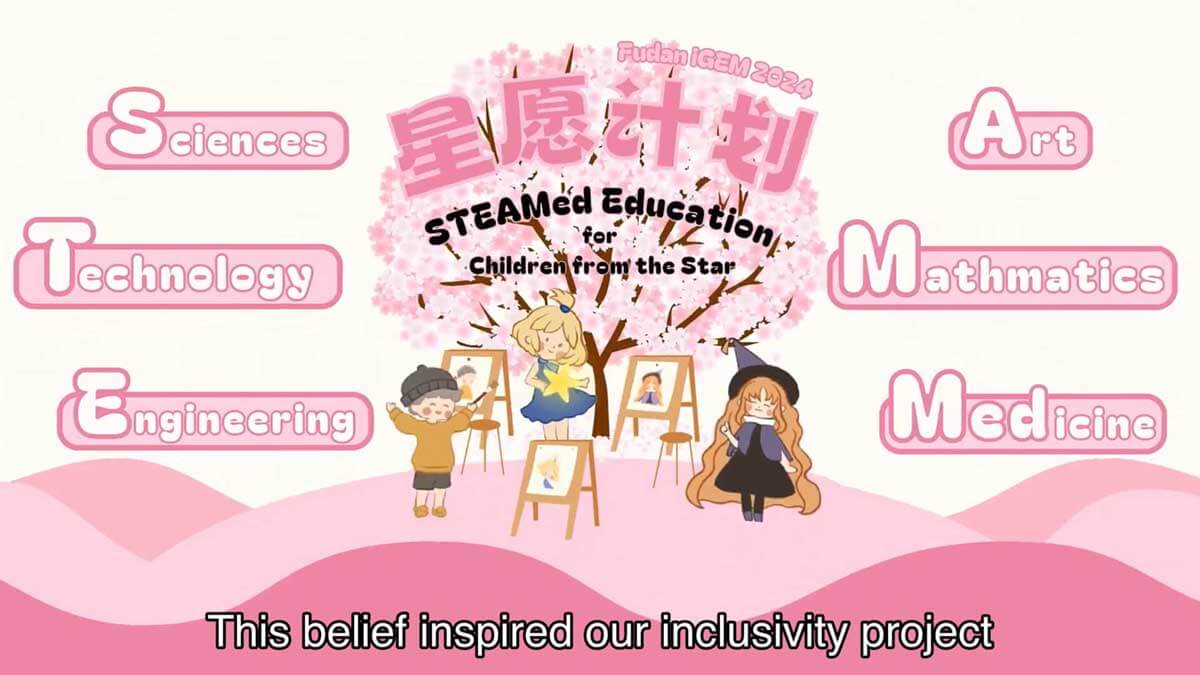 Fudan iGEM 2024
星愿计划
STEAMed Education
for
Children from the Star
Sciences
Technology
Engineering
Art
Mathmatics
Medicine
This belief inspired our inclusivity project